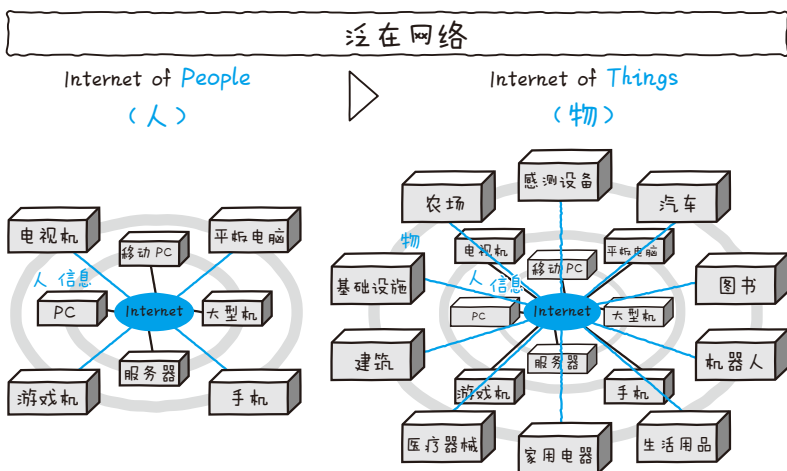 泛在网络
Internet of People
（人）
Internet of Things
（物）
电视机
移动 PC
平板电脑
人 信息
PC
Internet
大型机
游戏机
服务器
手机
农场
感测设备
汽车
物
电视机
移动 PC
平板电脑
基础设施
人 信息
图书
PC
Internet
大型机
建筑
服务器
机器人
游戏机
手机
医疗器械
家用电器
生活用品